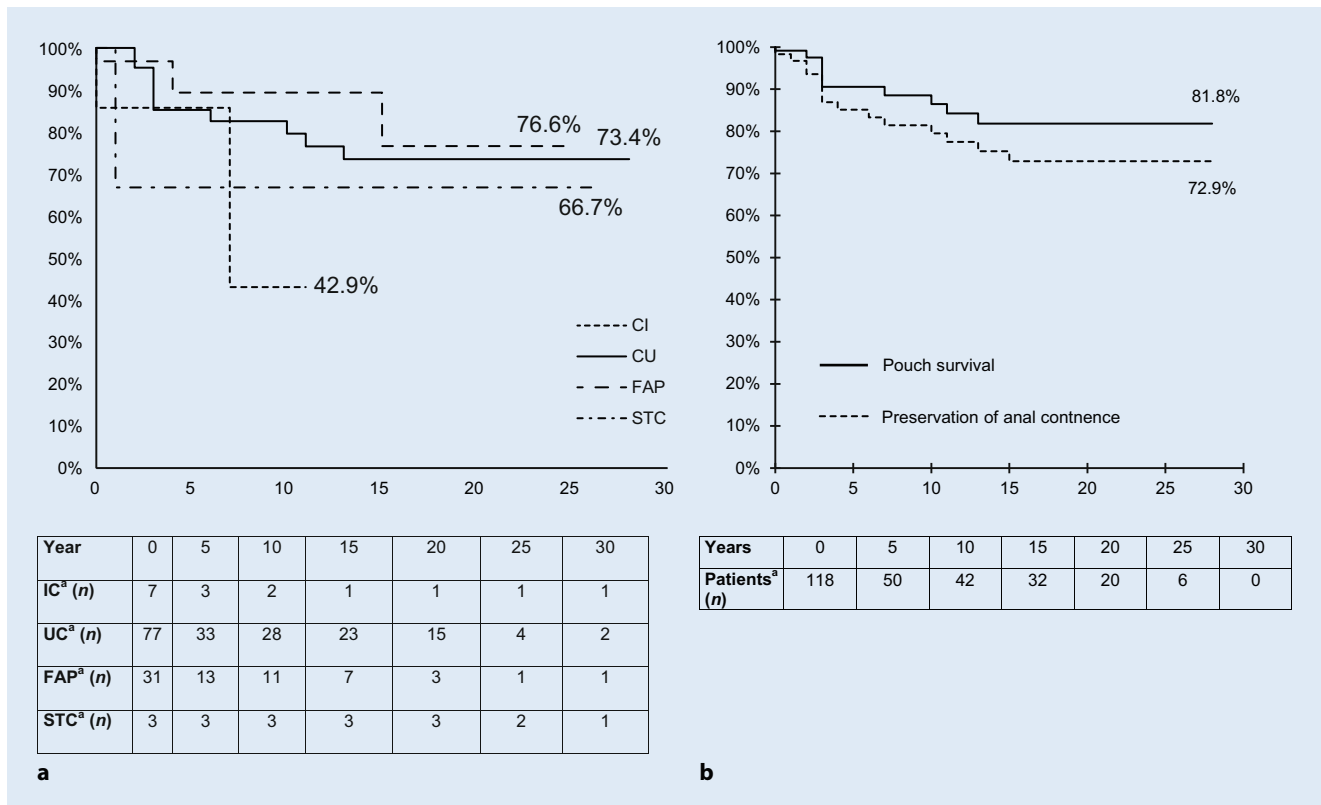 100%
90%
80%
70%
60%
50%
40%
30%
20%
10%
0%
76.6%
73.4%
66.7%
42.9%
CI
CU
FAP
STC
0 5 10 15 20 25 30
Year 0 5 10 15 20 25 30
ICa (n) 7 3 2 1 1 1 1
UCa (n) 77 33 28 23 15 4 2
FAPa (n) 31 13 11 7 3 1 1
STCa (n) 3 3 3 3 3 2 1
a
100%
90%
80%
70%
60%
50%
40%
30%
20%
10%
0%
81.8%
72.9%
Pouch survival
Preservation of anal contnence
0 5 10 15 20 25 30
Years 0 5 10 15 20 25 30
Patientsa 118 50 42 32 20 6 0
(n)
b